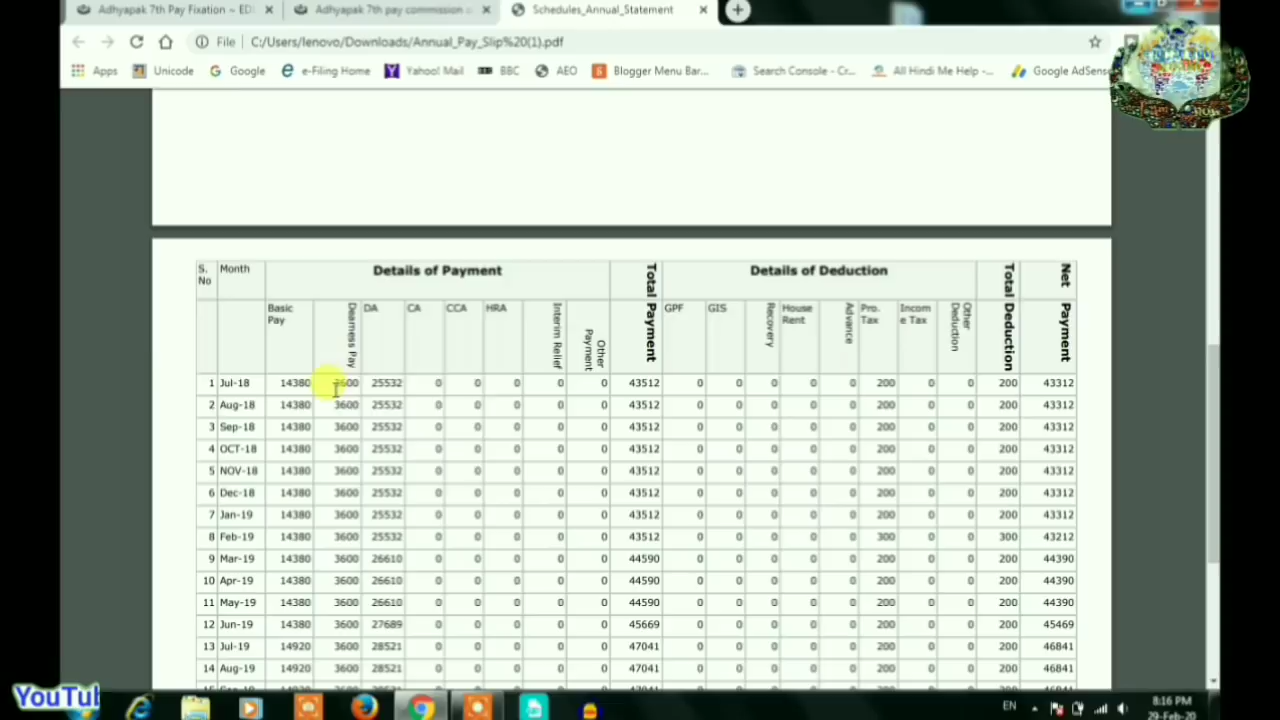 Adhyapak 7th Pay Fixation ~ EDI
Adhyapak 7th pay commission c
Schedules_Annual_Statement
File C:/Users/lenovo/Downloads/Annual_Pay_Slip%20(1).pdf
Apps Unicode Google e-Filing Home Yahoo! Mail BBC AEO Blogger Menu Bar... Search Console - Cr... All Hindi Me Help -... Google AdSens
S. No Month Details of Payment Total Payment Details of Deduction Total Deduction Net Payment
Basic Pay Dearness Pay DA CA CCA HRA Interim Relief Other Payment GPF GIS Recovery House Rent Advance Pro. Tax Incom e Tax Other Deduction
1 Jul-18 14380 3600 25532 0 0 0 0 0 43512 0 0 0 0 0 200 0 0 200 43312
2 Aug-18 14380 3600 25532 0 0 0 0 0 43512 0 0 0 0 0 200 0 0 200 43312
3 Sep-18 14380 3600 25532 0 0 0 0 0 43512 0 0 0 0 0 200 0 0 200 43312
4 OCT-18 14380 3600 25532 0 0 0 0 0 43512 0 0 0 0 0 200 0 0 200 43312
5 NOV-18 14380 3600 25532 0 0 0 0 0 43512 0 0 0 0 0 200 0 0 200 43312
6 Dec-18 14380 3600 25532 0 0 0 0 0 43512 0 0 0 0 0 200 0 0 200 43312
7 Jan-19 14380 3600 25532 0 0 0 0 0 43512 0 0 0 0 0 200 0 0 200 43312
8 Feb-19 14380 3600 25532 0 0 0 0 0 43512 0 0 0 0 0 300 0 0 300 43212
9 Mar-19 14380 3600 26610 0 0 0 0 0 44590 0 0 0 0 0 200 0 0 200 44390
10 Apr-19 14380 3600 26610 0 0 0 0 0 44590 0 0 0 0 0 200 0 0 200 44390
11 May-19 14380 3600 26610 0 0 0 0 0 44590 0 0 0 0 0 200 0 0 200 44390
12 Jun-19 14380 3600 27689 0 0 0 0 0 45669 0 0 0 0 0 200 0 0 200 45469
13 Jul-19 14920 3600 28521 0 0 0 0 0 47041 0 0 0 0 0 200 0 0 200 46841
14 Aug-19 14920 3600 28521 0 0 0 0 0 47041 0 0 0 0 0 200 0 0 200 46841
YouTub
EN 8:16 PM
29-Feb-20